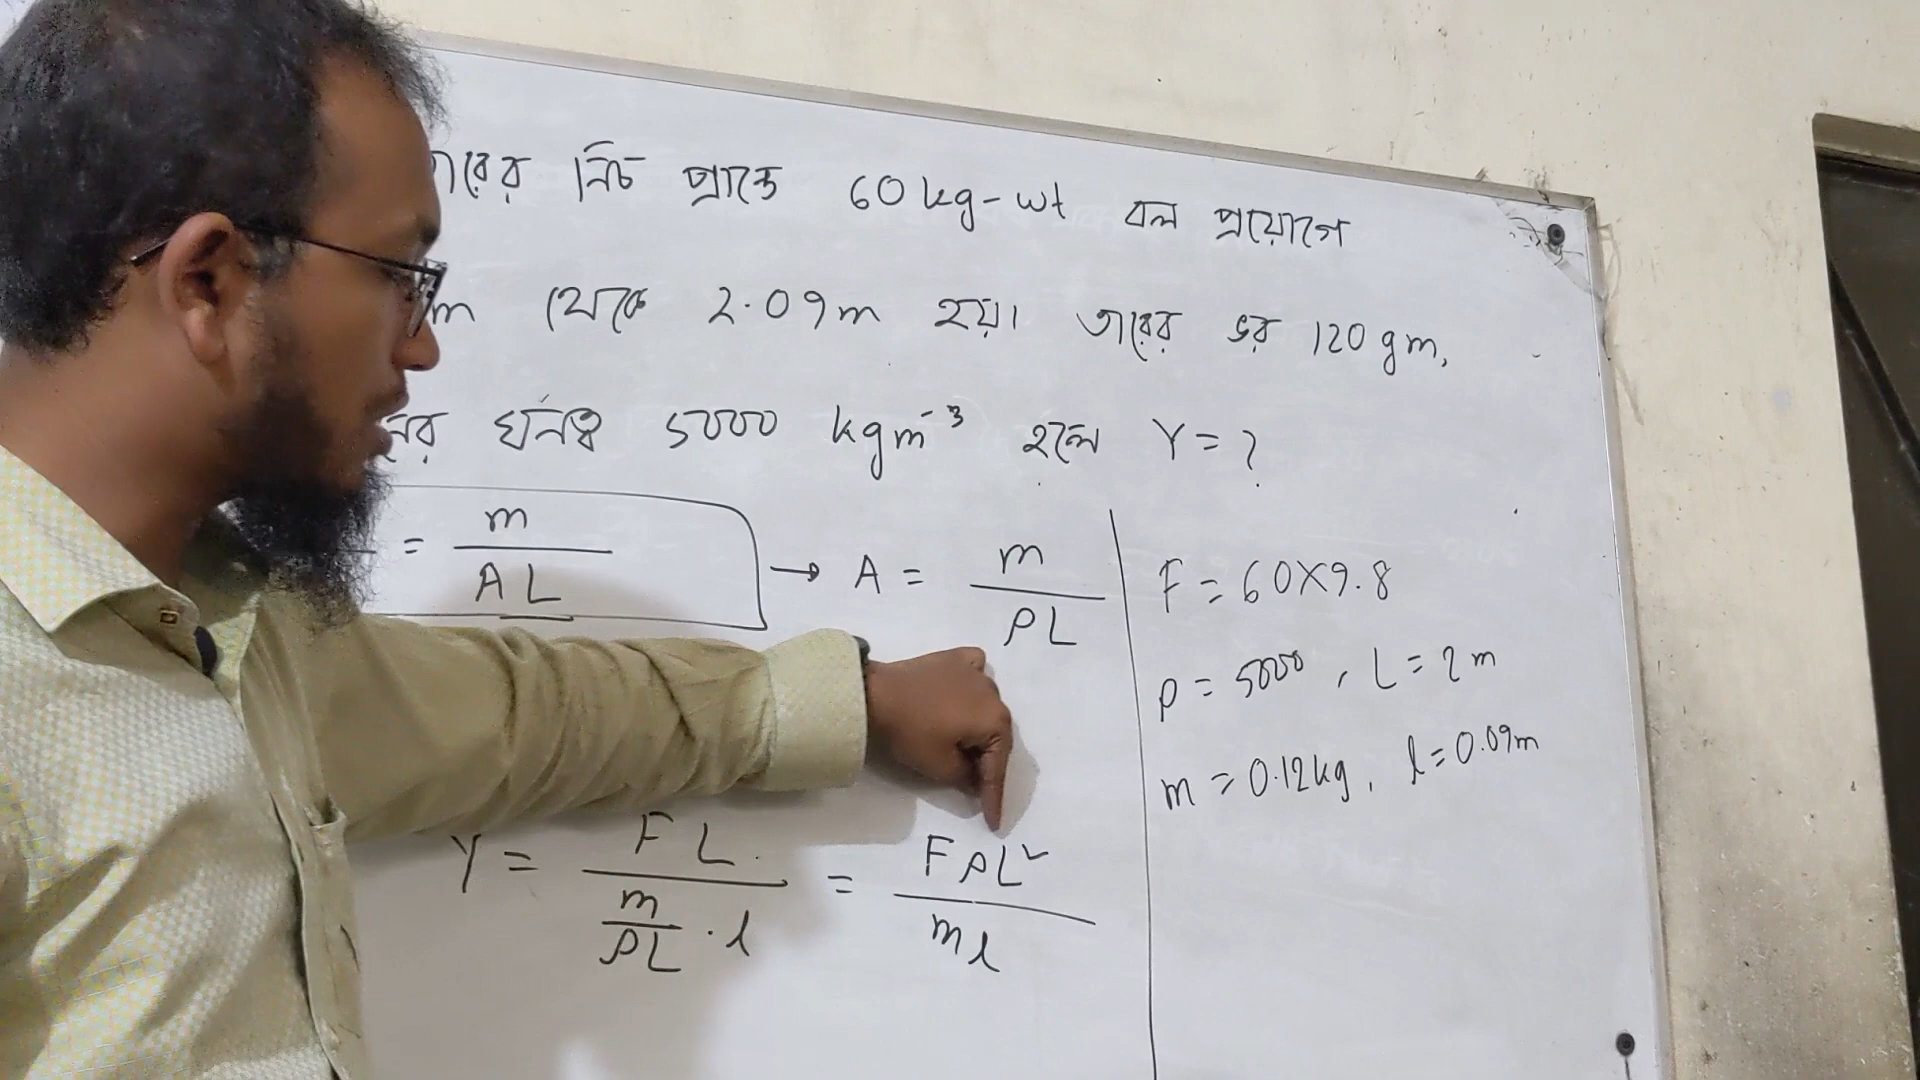 তারের নিচ প্রান্তে 60 kg-wt বল প্রয়োগে
m থেকে 2.09m হয়। তারের ভর 120 gm,
ঘনত্ব 5000 kgm⁻³ হলে Y = ?
= m / AL → A = m / ρL
F = 60×9.8
ρ = 5000, L = 2m
m = 0.12kg, l = 0.09m
Y = FL. / (m/ρL · l) = FρL² / ml